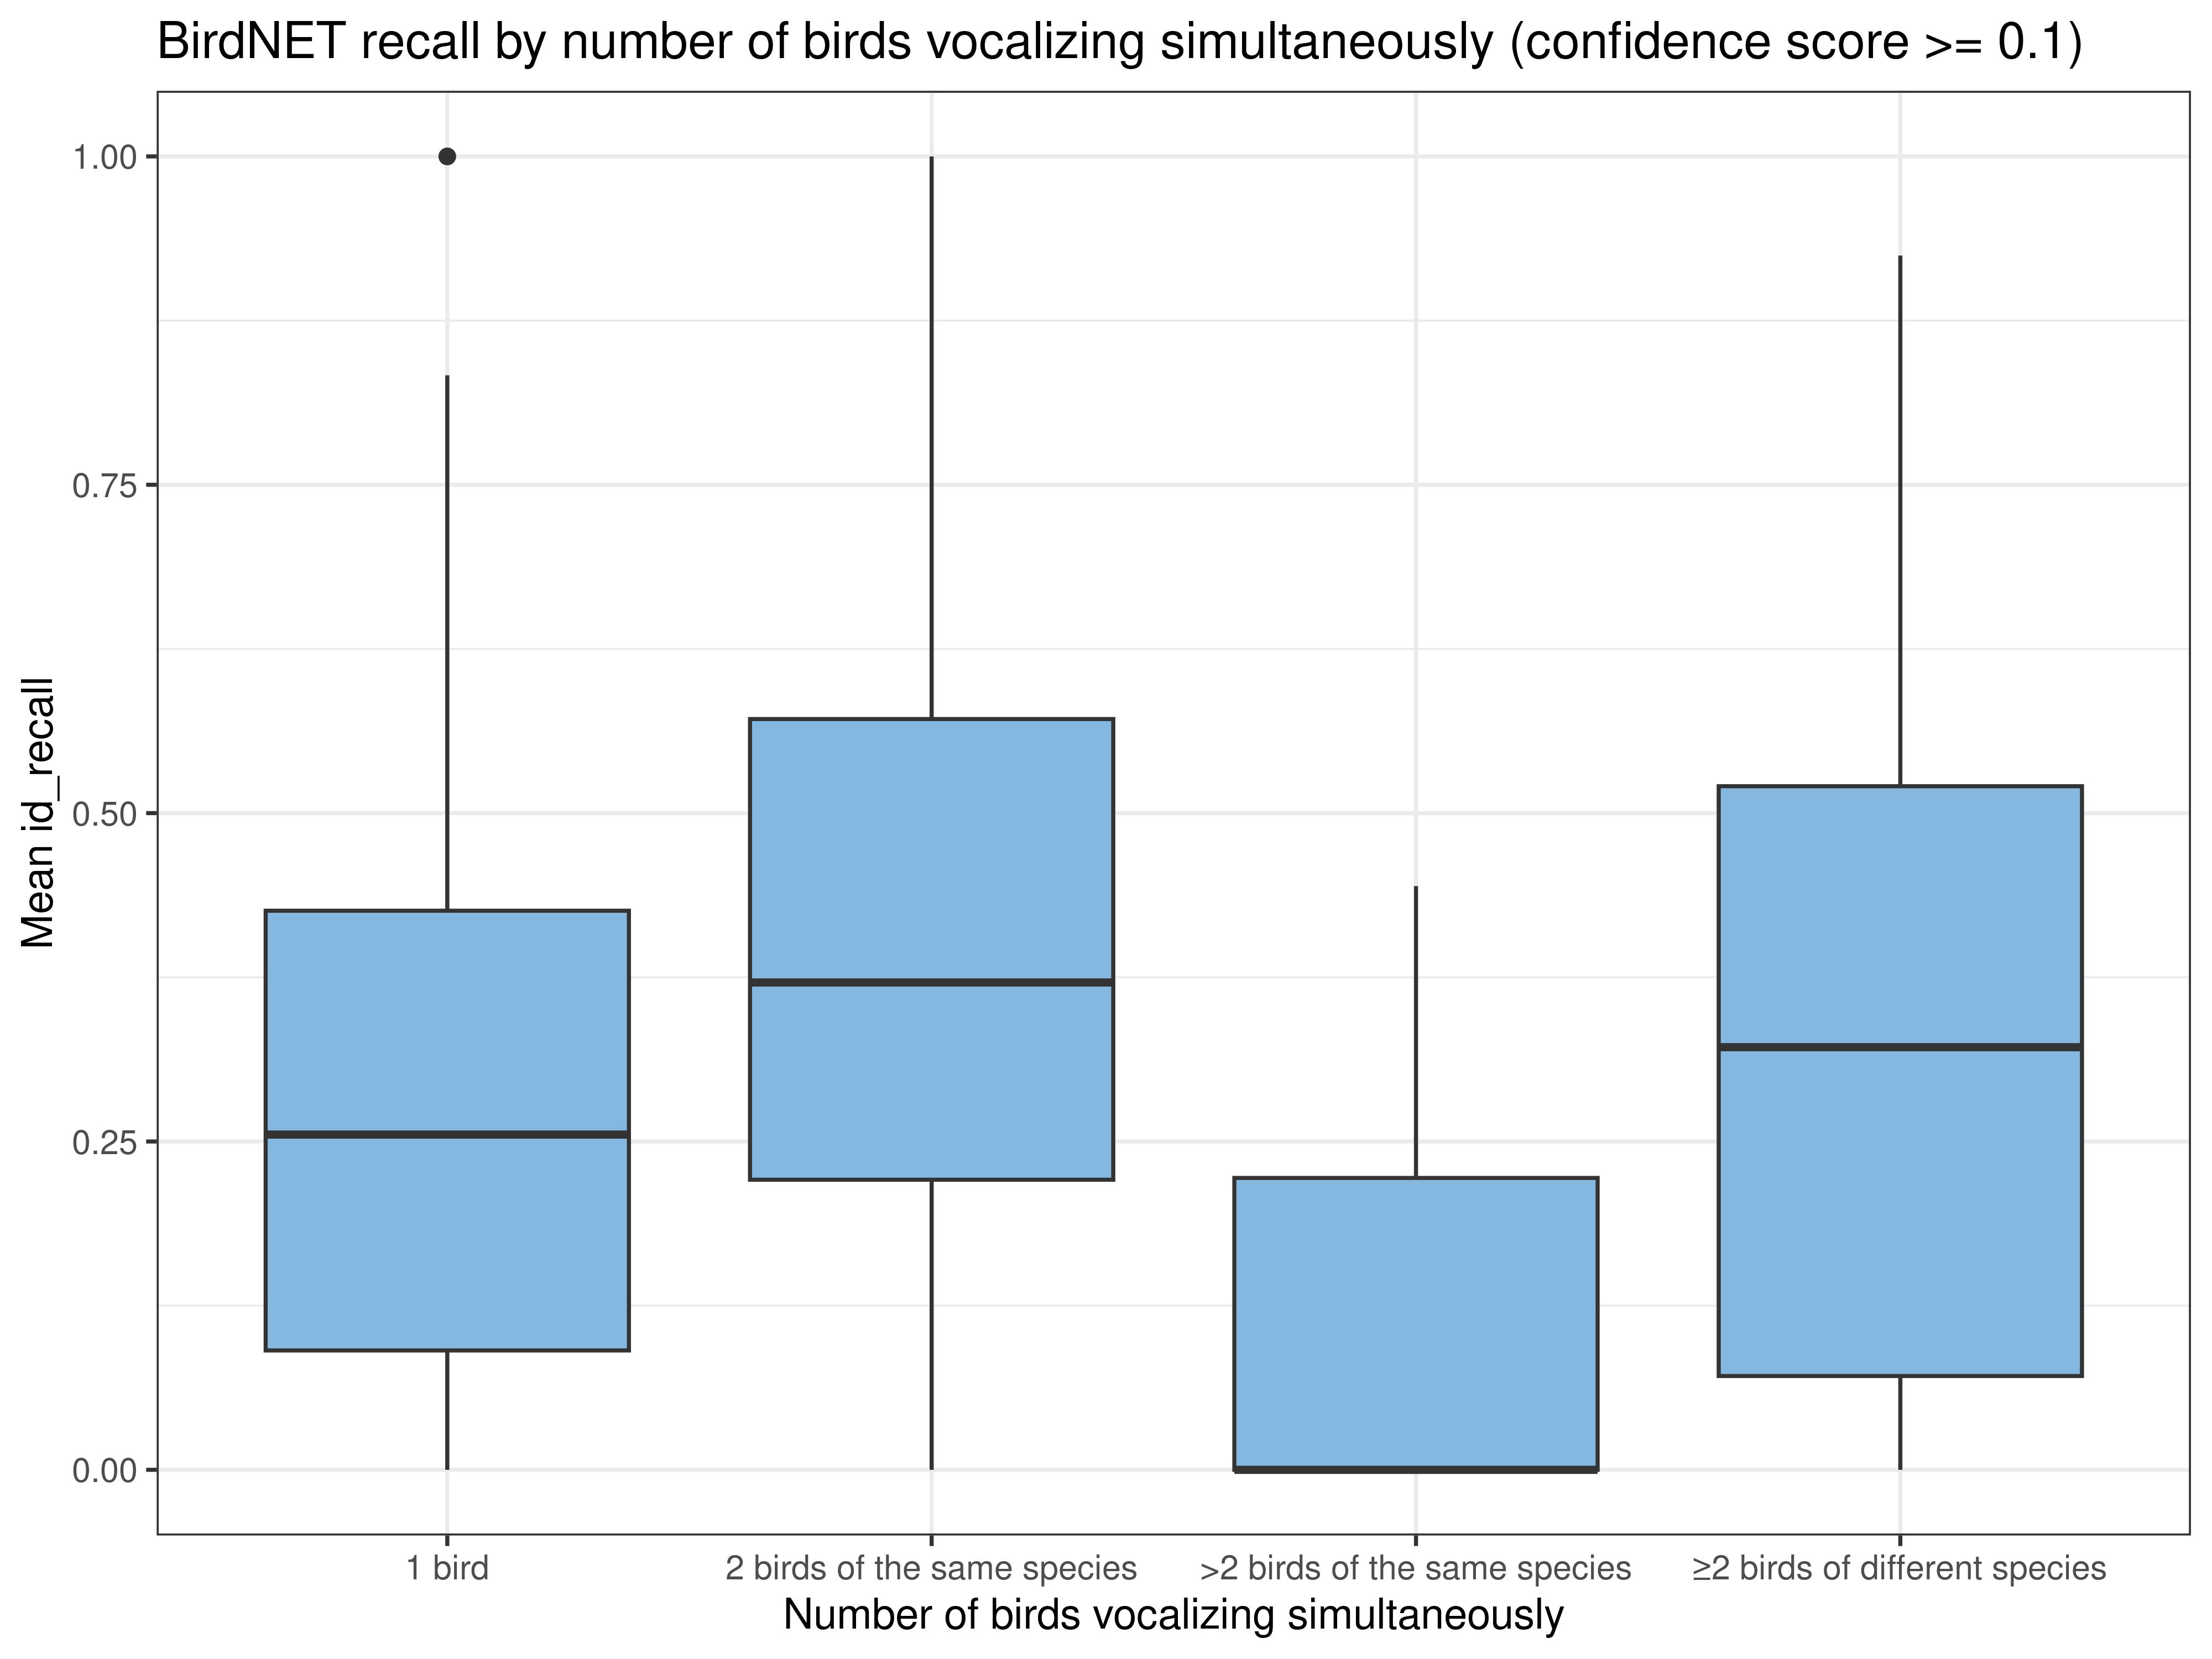 BirdNET recall by number of birds vocalizing simultaneously (confidence score >= 0.1)
Mean id_recall
1.00
0.75
0.50
0.25
0.00
1 bird
2 birds of the same species
>2 birds of the same species
≥2 birds of different species
Number of birds vocalizing simultaneously